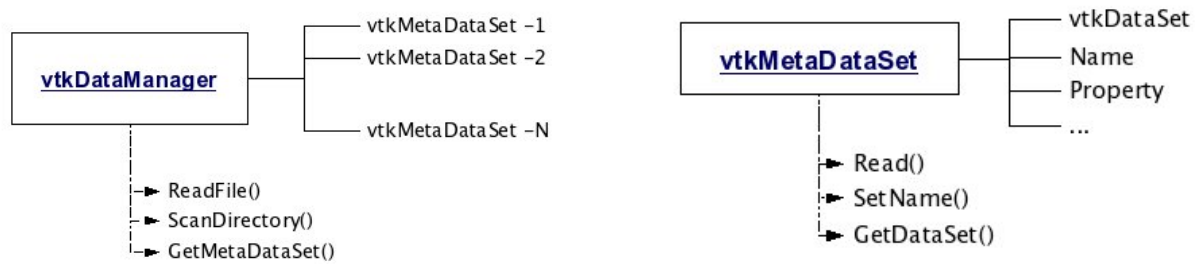 vtkDataManager
vtkMetaDataSet -1
vtkMetaDataSet -2
vtkMetaDataSet -N
ReadFile()
ScanDirectory()
GetMetaDataSet()
vtkMetaDataSet
vtkDataSet
Name
Property
...
Read()
SetName()
GetDataSet()